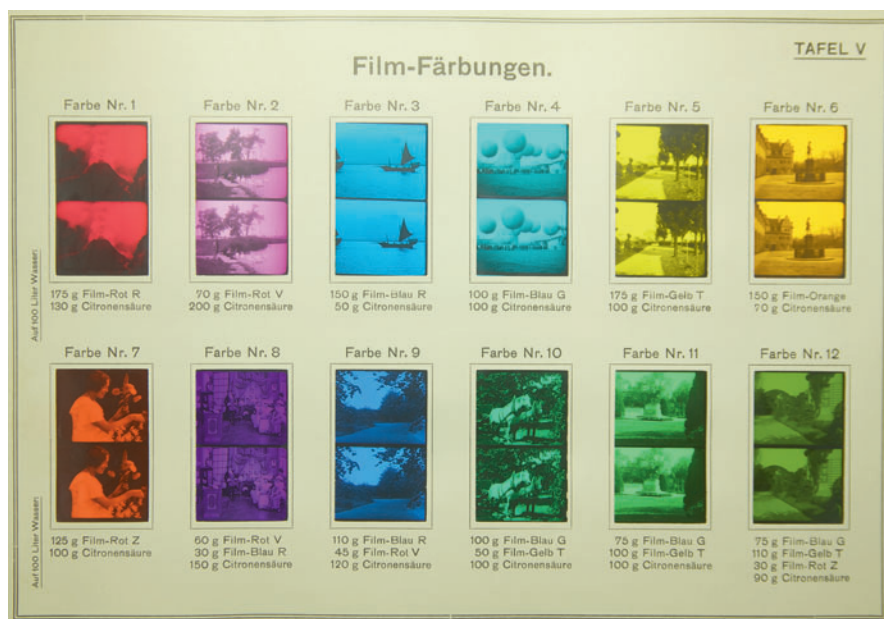 TAFEL V
Film-Färbungen.
Farbe Nr. 1
Farbe Nr. 2
Farbe Nr. 3
Farbe Nr. 4
Farbe Nr. 5
Farbe Nr. 6
Auf 100 Liter Wasser:
175 g Film-Rot R
130 g Citronensäure
70 g Film-Rot V
200 g Citronensäure
150 g Film-Blau R
50 g Citronensäure
100 g Film-Blau G
100 g Citronensäure
175 g Film-Gelb T
100 g Citronensäure
150 g Film-Orange
70 g Citronensäure
Farbe Nr. 7
Farbe Nr. 8
Farbe Nr. 9
Farbe Nr. 10
Farbe Nr. 11
Farbe Nr. 12
Auf 100 Liter Wasser:
125 g Film-Rot Z
100 g Citronensäure
60 g Film-Rot V
30 g Film-Blau R
150 g Citronensäure
110 g Film-Blau R
45 g Film-Rot V
120 g Citronensäure
100 g Film-Blau G
50 g Film-Gelb T
100 g Citronensäure
75 g Film-Blau G
100 g Film-Gelb T
100 g Citronensäure
75 g Film-Blau G
110 g Film-Gelb T
30 g Film-Rot Z
90 g Citronensäure